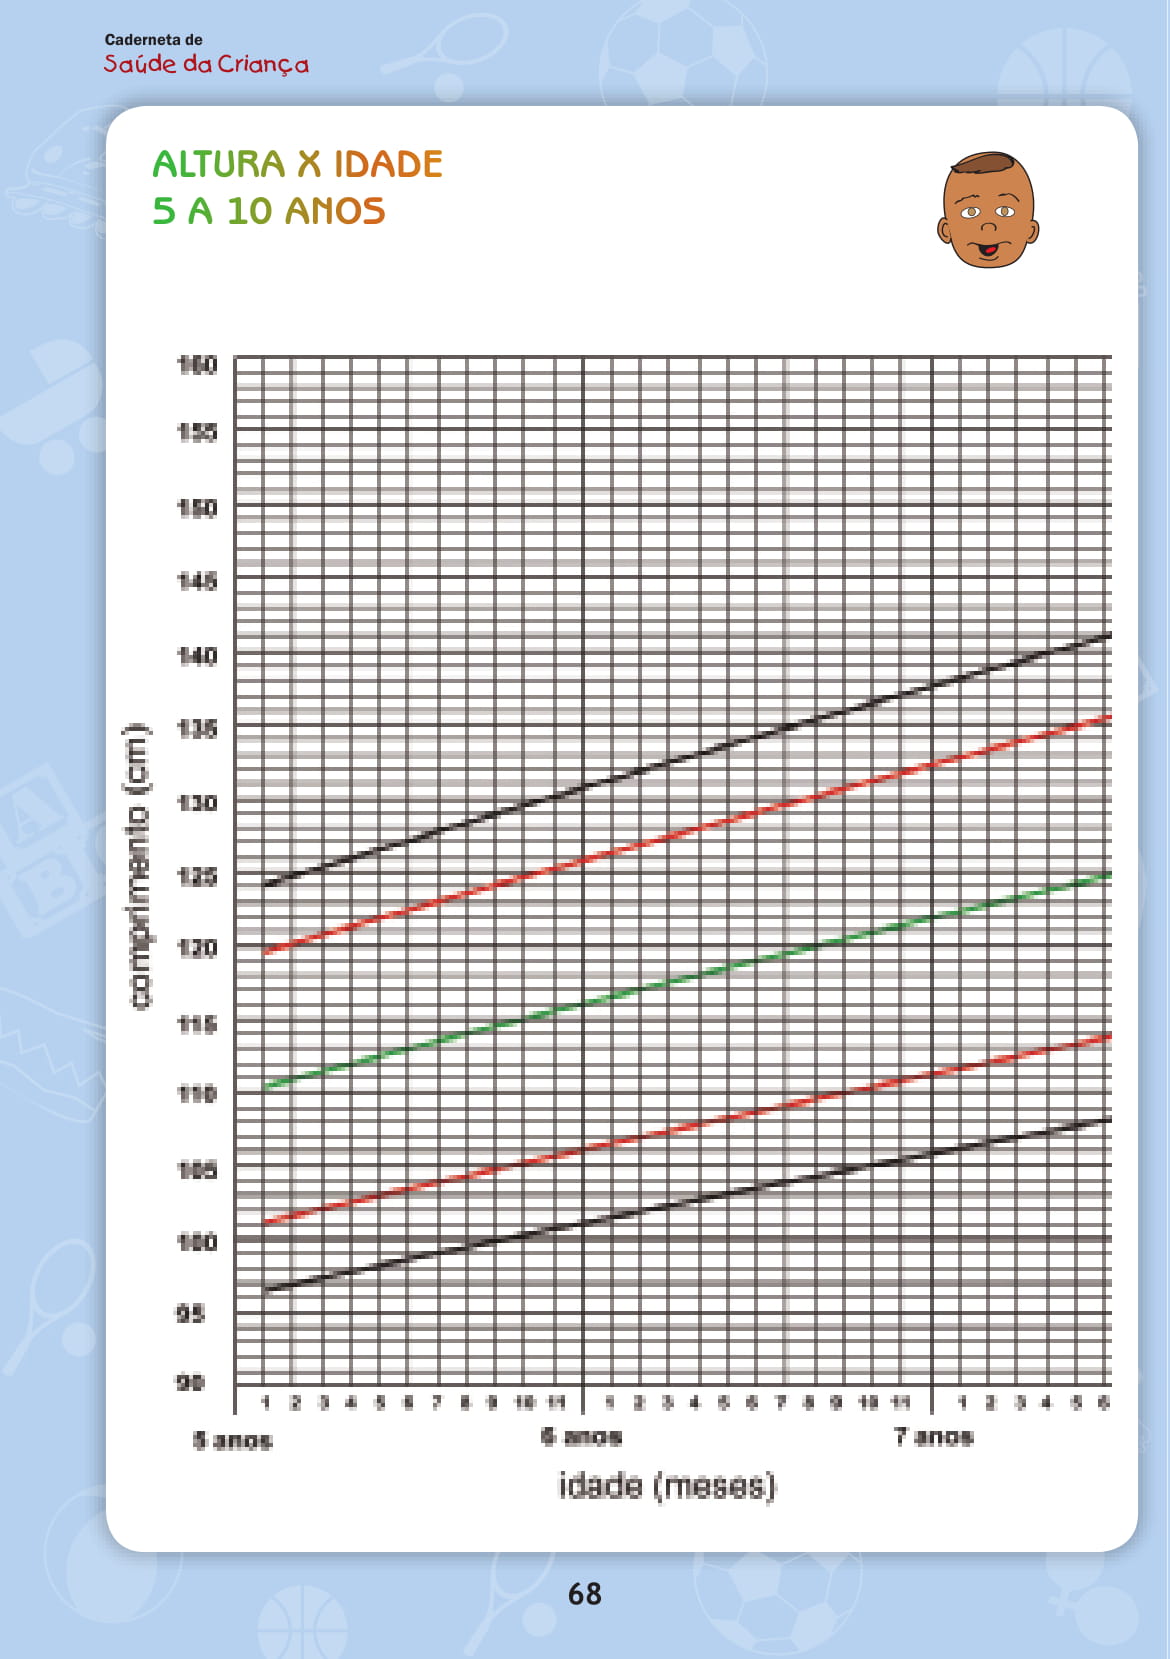 Caderneta de
Saúde da Criança
ALTURA X IDADE
5 A 10 ANOS
160
155
150
145
140
135
130
125
120
115
110
105
100
95
90
comprimento (cm)
1 2 3 4 5 6 7 8 9 10 11 1 2 3 4 5 6 7 8 9 10 11 1 2 3 4 5 6
5 anos 6 anos 7 anos
idade (meses)
68